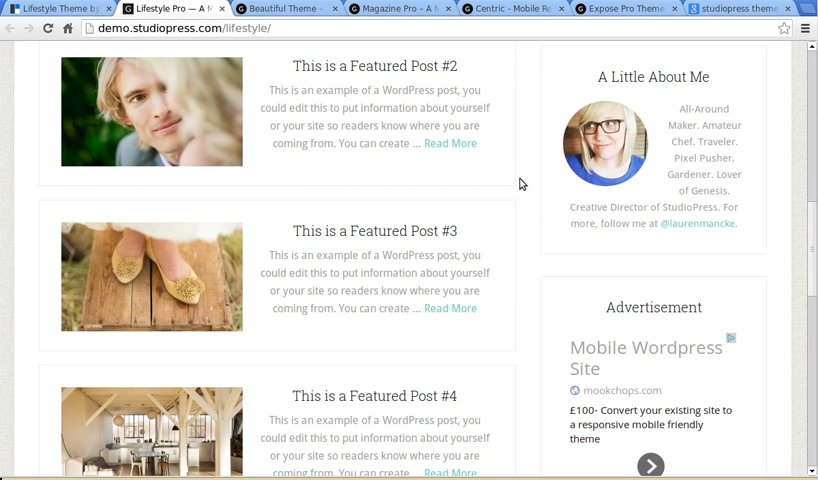 Lifestyle Theme by
Lifestyle Pro — A M
Beautiful Theme -
Magazine Pro - A M
Centric - Mobile Ro
Expose Pro Theme
studiopress theme
demo.studiopress.com/lifestyle/
This is a Featured Post #2
This is an example of a WordPress post, you
could edit this to put information about yourself
or your site so readers know where you are
coming from. You can create ... Read More
This is a Featured Post #3
This is an example of a WordPress post, you
could edit this to put information about yourself
or your site so readers know where you are
coming from. You can create ... Read More
This is a Featured Post #4
This is an example of a WordPress post, you
could edit this to put information about yourself
or your site so readers know where you are
coming from. You can create ... Read More
A Little About Me
All-Around
Maker. Amateur
Chef. Traveler.
Pixel Pusher.
Gardener. Lover
of Genesis.
Creative Director of StudioPress. For
more, follow me at @laurenmancke.
Advertisement
Mobile Wordpress
Site
mookchops.com
£100- Convert your existing site to
a responsive mobile friendly
theme